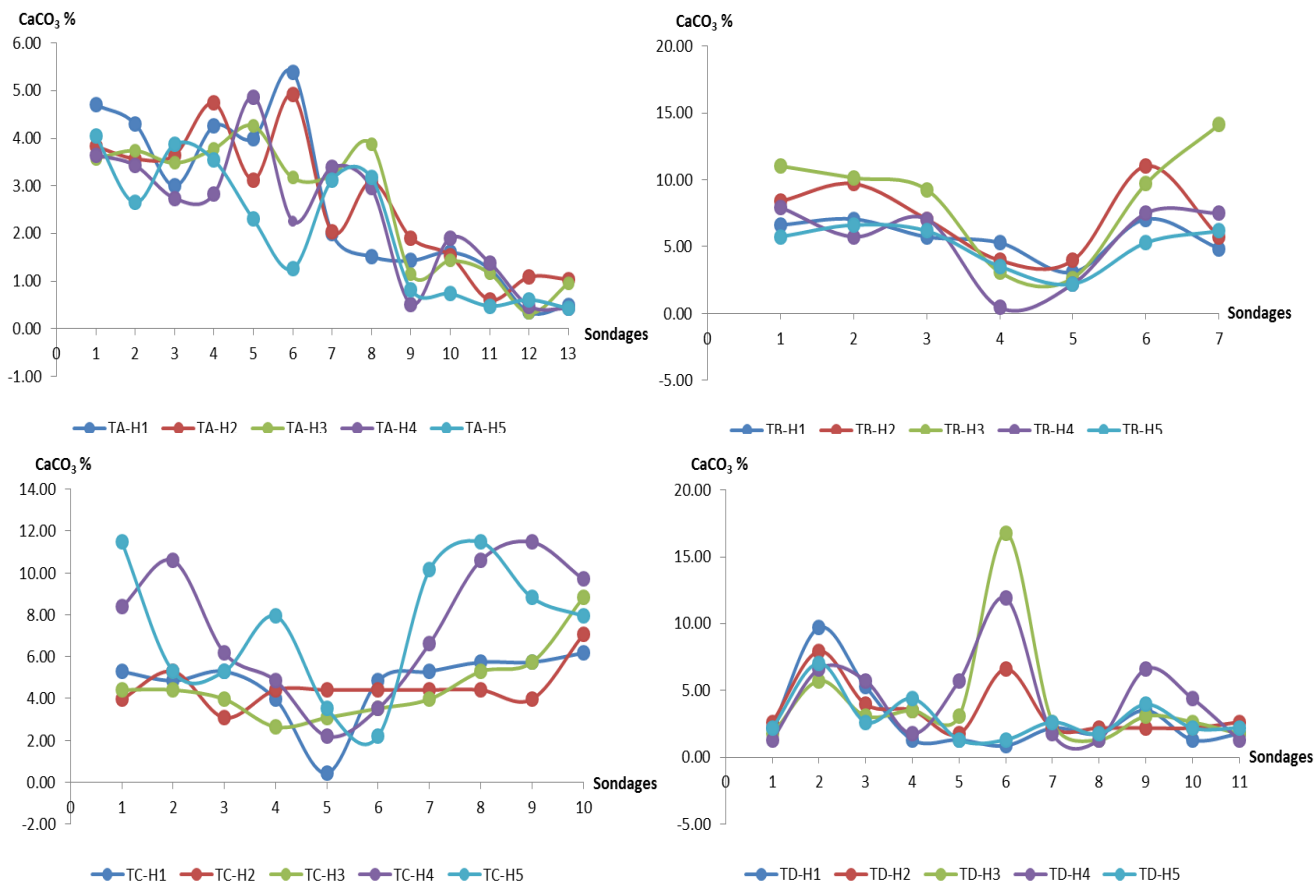 CaCO3 %
6.00
5.00
4.00
3.00
2.00
1.00
0.00
-1.00
0 1 2 3 4 5 6 7 8 9 10 11 12 13
Sondages
TA-H1 TA-H2 TA-H3 TA-H4 TA-H5
CaCO3 %
20.00
15.00
10.00
5.00
0.00
-5.00
0 1 2 3 4 5 6 7
Sondages
TB-H1 TB-H2 TB-H3 TB-H4 TB-H5
CaCO3 %
14.00
12.00
10.00
8.00
6.00
4.00
2.00
0.00
-2.00
0 1 2 3 4 5 6 7 8 9 10
Sondages
TC-H1 TC-H2 TC-H3 TC-H4 TC-H5
CaCO3 %
20.00
15.00
10.00
5.00
0.00
-5.00
0 1 2 3 4 5 6 7 8 9 10 11
Sondages
TD-H1 TD-H2 TD-H3 TD-H4 TD-H5